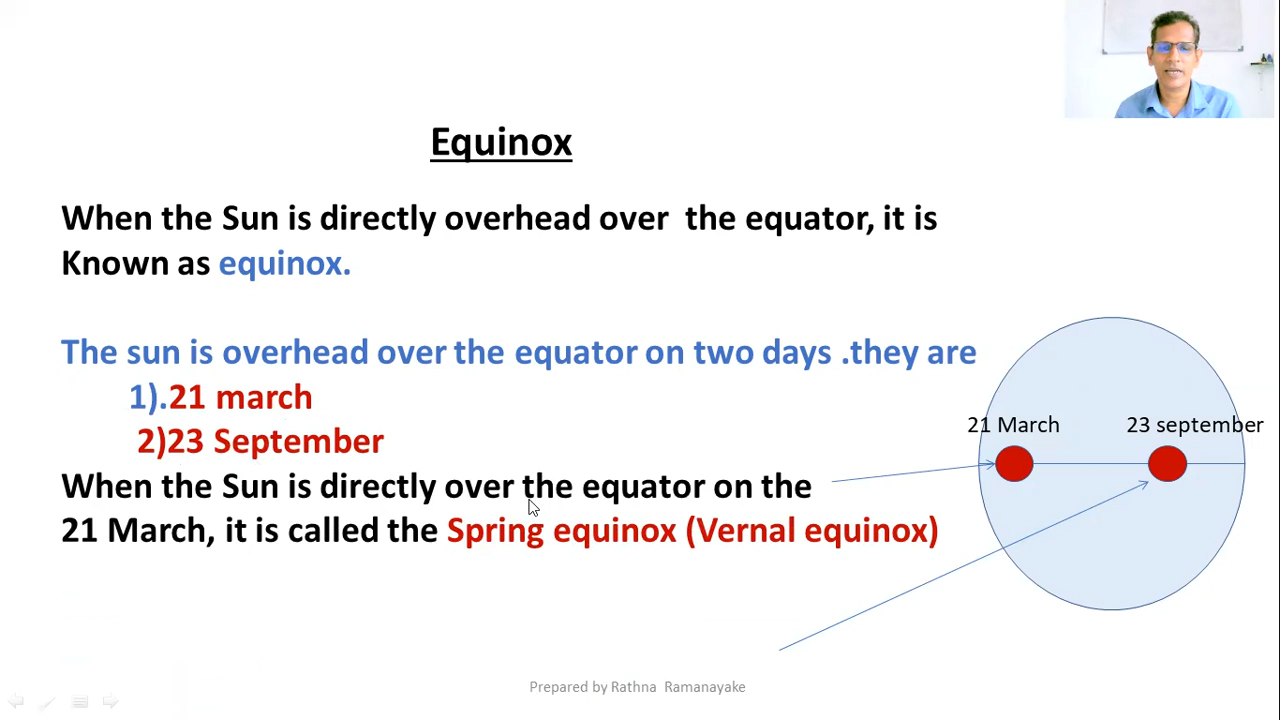 Equinox
When the Sun is directly overhead over the equator, it is
Known as equinox.
The sun is overhead over the equator on two days .they are
1).21 march
2)23 September
When the Sun is directly over the equator on the
21 March, it is called the Spring equinox (Vernal equinox)
21 March
23 september
Prepared by Rathna Ramanayake